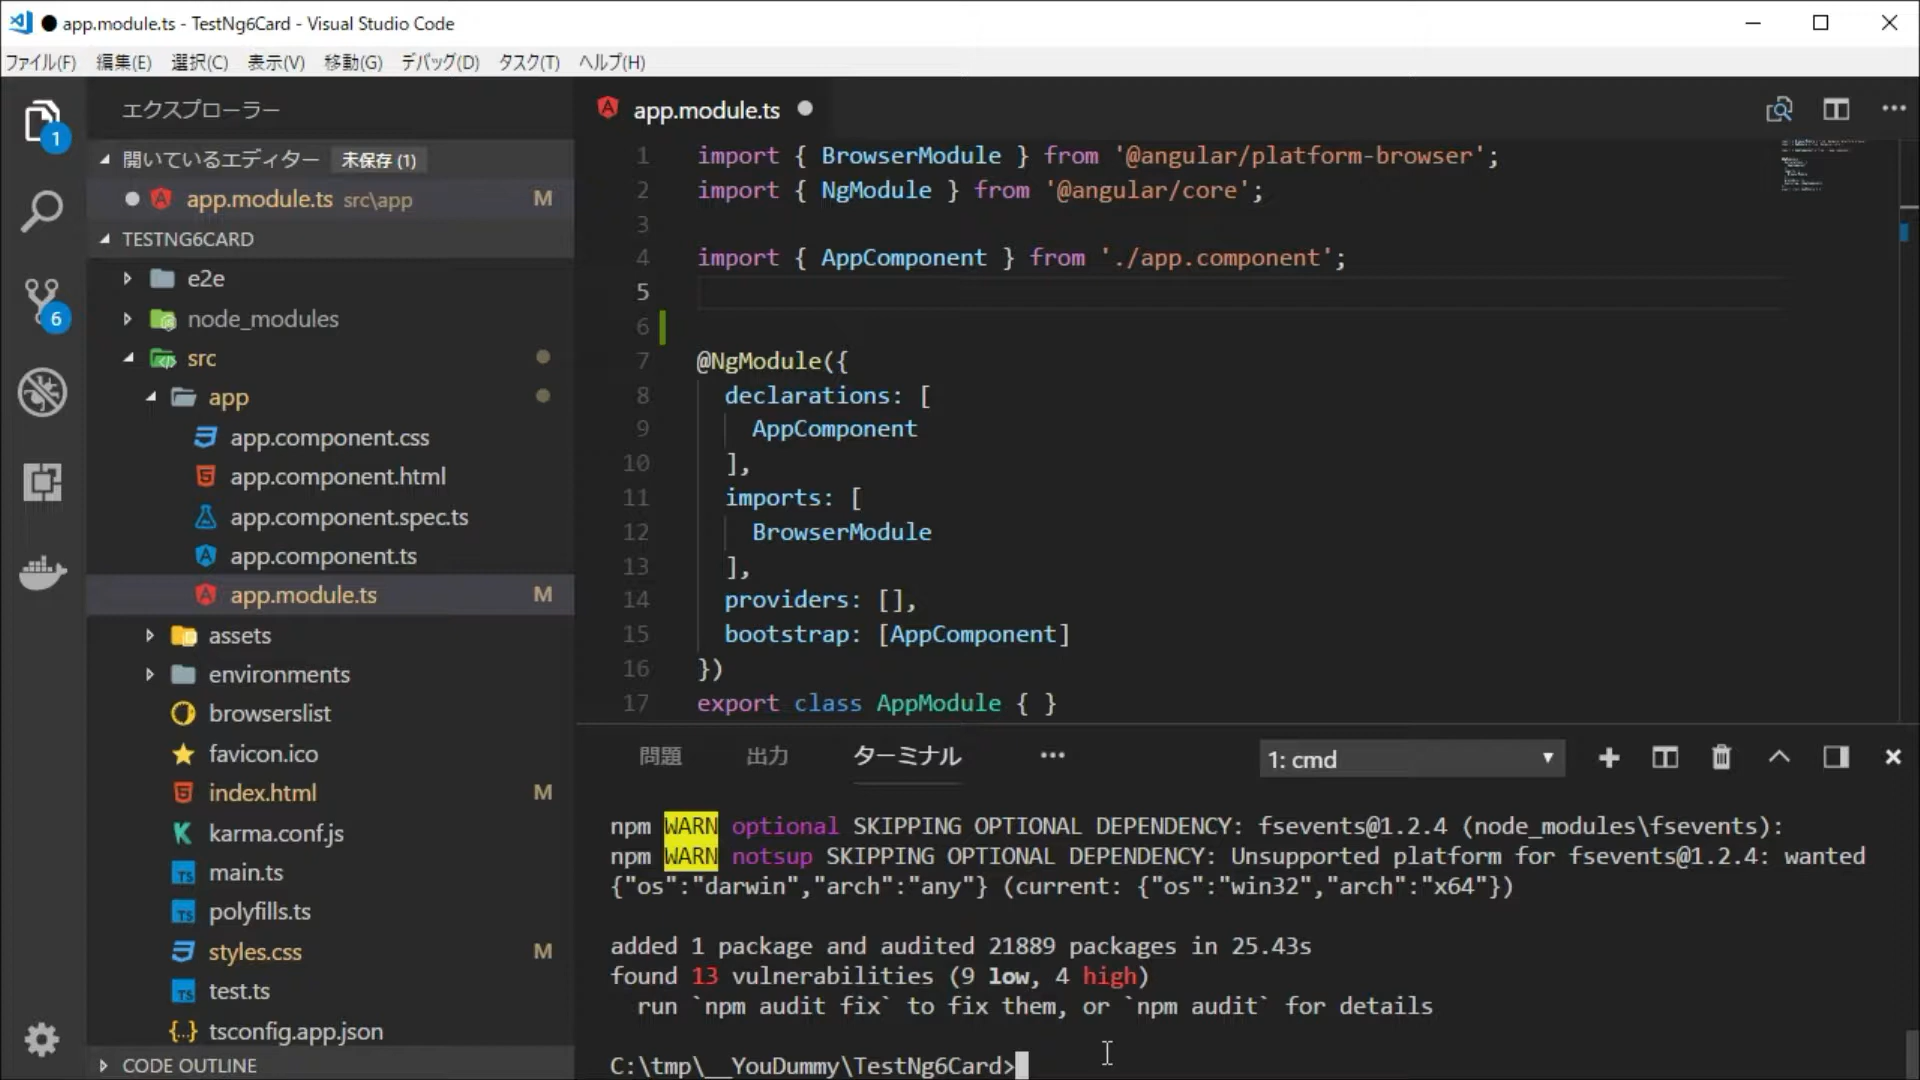 app.module.ts - TestNg6Card - Visual Studio Code
ファイル(F) 編集(E) 選択(C) 表示(V) 移動(G) デバッグ(D) タスク(T) ヘルプ(H)
1
6
エクスプローラー
開いているエディター 未保存 (1)
app.module.ts src\app M
TESTNG6CARD
e2e
node_modules
src
app
app.component.css
app.component.html
app.component.spec.ts
app.component.ts
app.module.ts M
assets
environments
browserslist
favicon.ico
index.html M
karma.conf.js
main.ts
polyfills.ts
styles.css M
test.ts
tsconfig.app.json
CODE OUTLINE
app.module.ts
1 import { BrowserModule } from '@angular/platform-browser';
2 import { NgModule } from '@angular/core';
3
4 import { AppComponent } from './app.component';
5
6
7 @NgModule({
8 declarations: [
9 AppComponent
10 ],
11 imports: [
12 BrowserModule
13 ],
14 providers: [],
15 bootstrap: [AppComponent]
16 })
17 export class AppModule { }
問題 出力 ターミナル ••• 1: cmd
npm WARN optional SKIPPING OPTIONAL DEPENDENCY: fsevents@1.2.4 (node_modules\fsevents):
npm WARN notsup SKIPPING OPTIONAL DEPENDENCY: Unsupported platform for fsevents@1.2.4: wanted
{"os":"darwin","arch":"any"} (current: {"os":"win32","arch":"x64"})
added 1 package and audited 21889 packages in 25.43s
found 13 vulnerabilities (9 low, 4 high)
run `npm audit fix` to fix them, or `npm audit` for details
C:\tmp\__YouDummy\TestNg6Card>